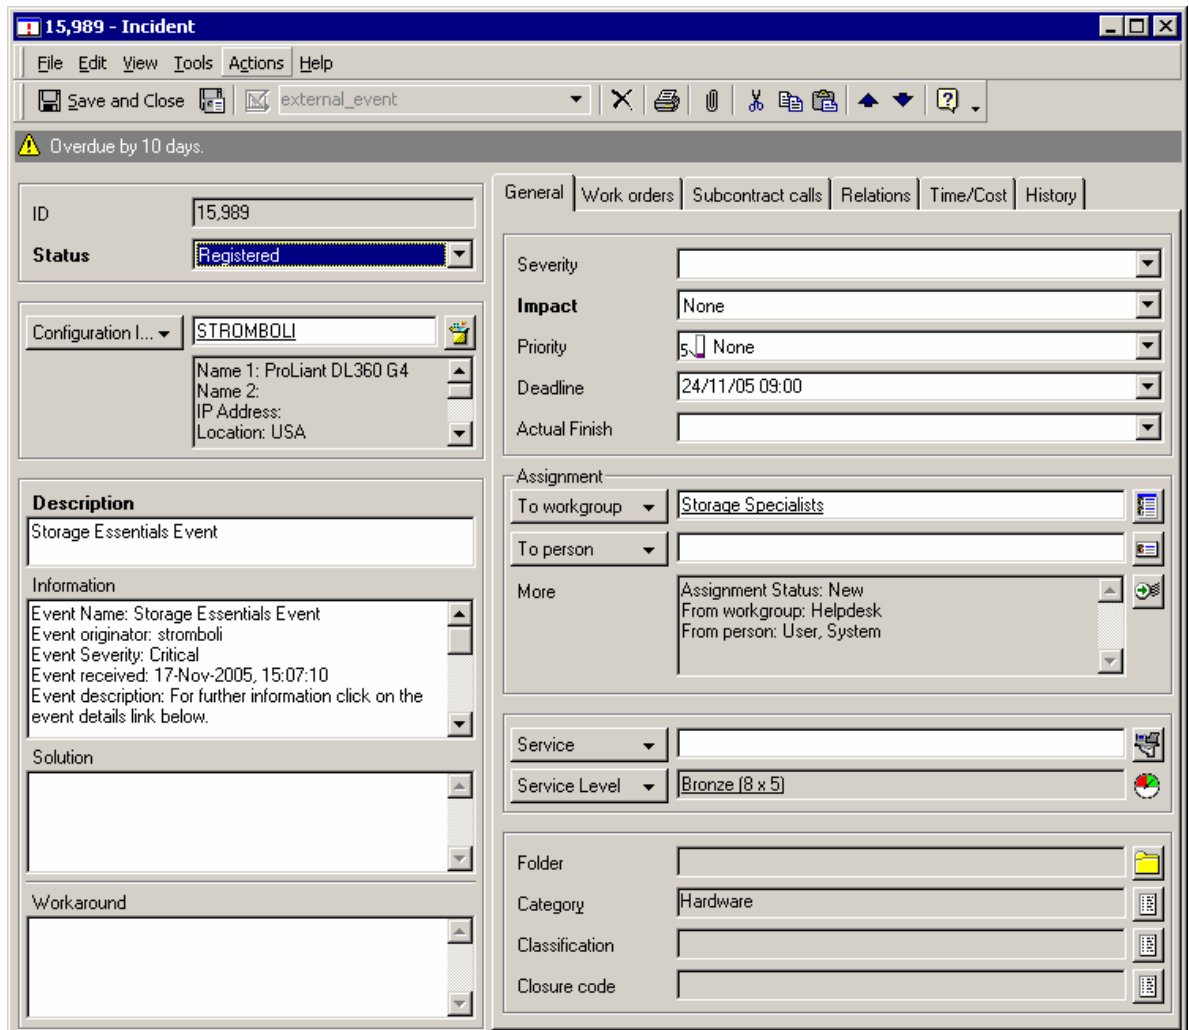 15,989 - Incident
File Edit View Tools Actions Help
Save and Close external_event
Overdue by 10 days.
ID 15,989
Status Registered
Configuration I... STROMBOLI
Name 1: ProLiant DL360 G4
Name 2:
IP Address:
Location: USA
Description
Storage Essentials Event
Information
Event Name: Storage Essentials Event
Event originator: stromboli
Event Severity: Critical
Event received: 17-Nov-2005, 15:07:10
Event description: For further information click on the
event details link below.
Solution
Workaround
General Work orders Subcontract calls Relations Time/Cost History
Severity
Impact None
Priority 5 None
Deadline 24/11/05 09:00
Actual Finish
Assignment
To workgroup Storage Specialists
To person
More Assignment Status: New
From workgroup: Helpdesk
From person: User, System
Service
Service Level Bronze (8 x 5)
Folder
Category Hardware
Classification
Closure code